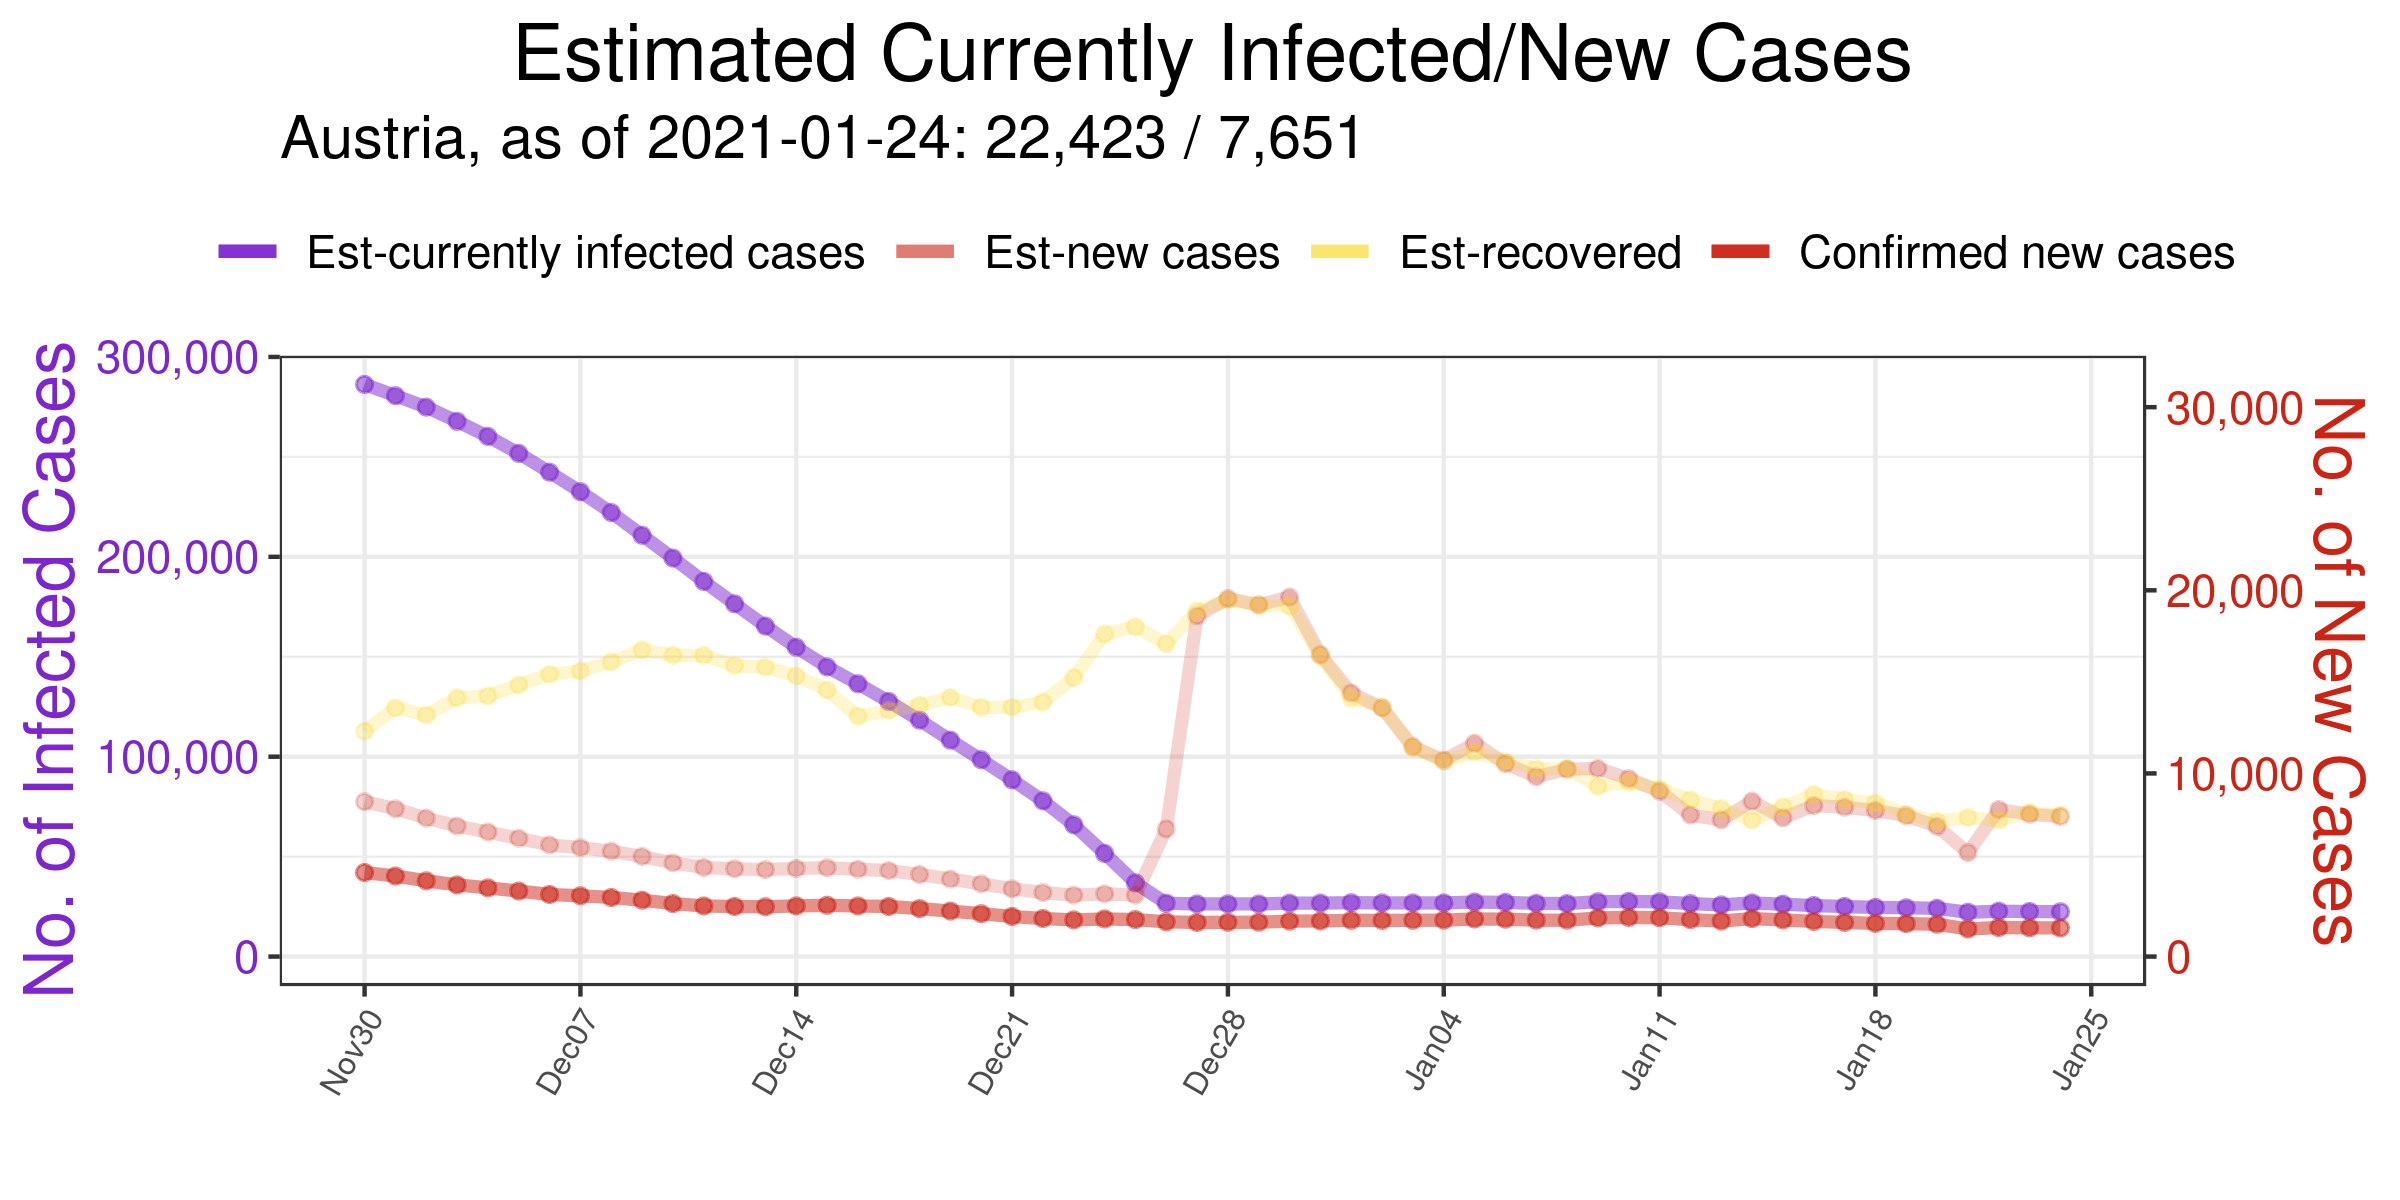 Estimated Currently Infected/New Cases
Austria, as of 2021-01-24: 22,423 / 7,651
Est-currently infected cases Est-new cases Est-recovered Confirmed new cases
No. of Infected Cases
300,000
200,000
100,000
0
30,000
20,000
10,000
0
No. of New Cases
Nov30 Dec07 Dec14 Dec21 Dec28 Jan04 Jan11 Jan18 Jan25